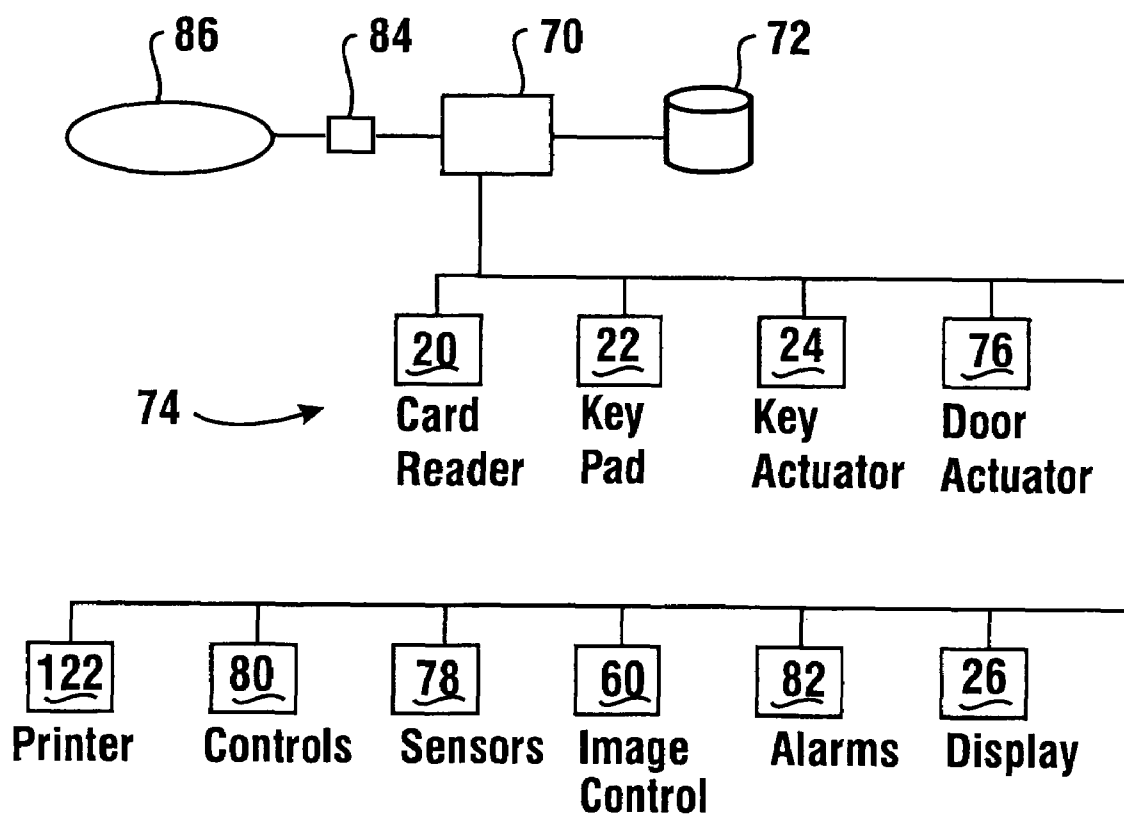 86 84 70 72
20 22 24 76
74
Card Reader
Key Pad
Key Actuator
Door Actuator
122 80 78 60 82 26
Printer
Controls
Sensors
Image Control
Alarms
Display